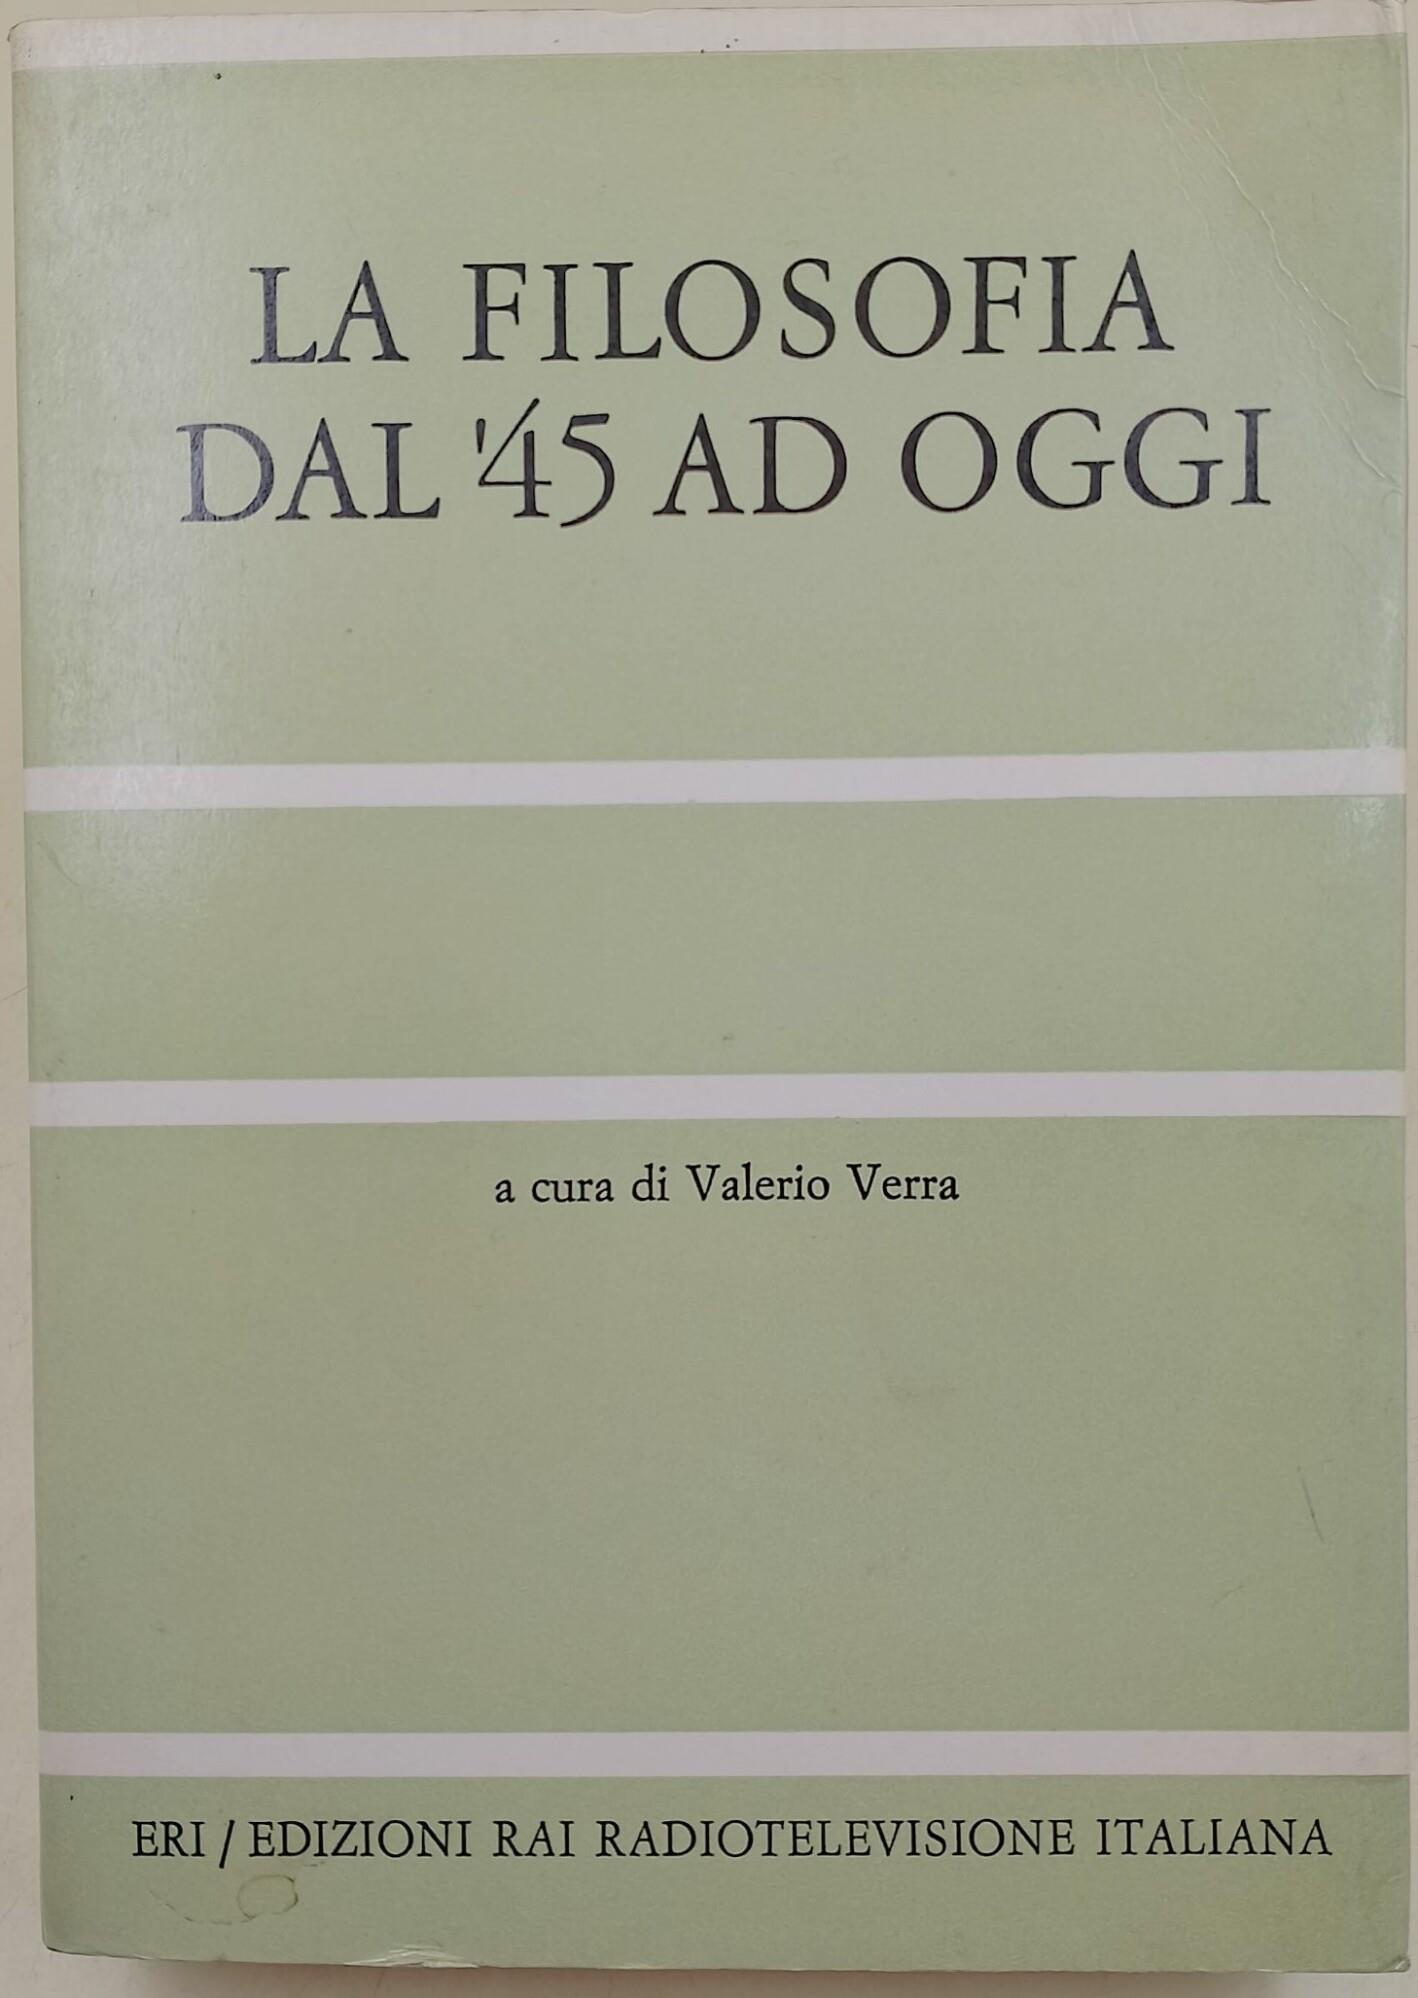 LA FILOSOFIA
DAL '45 AD OGGI
a cura di Valerio Verra
ERI / EDIZIONI RAI RADIOTELEVISIONE ITALIANA